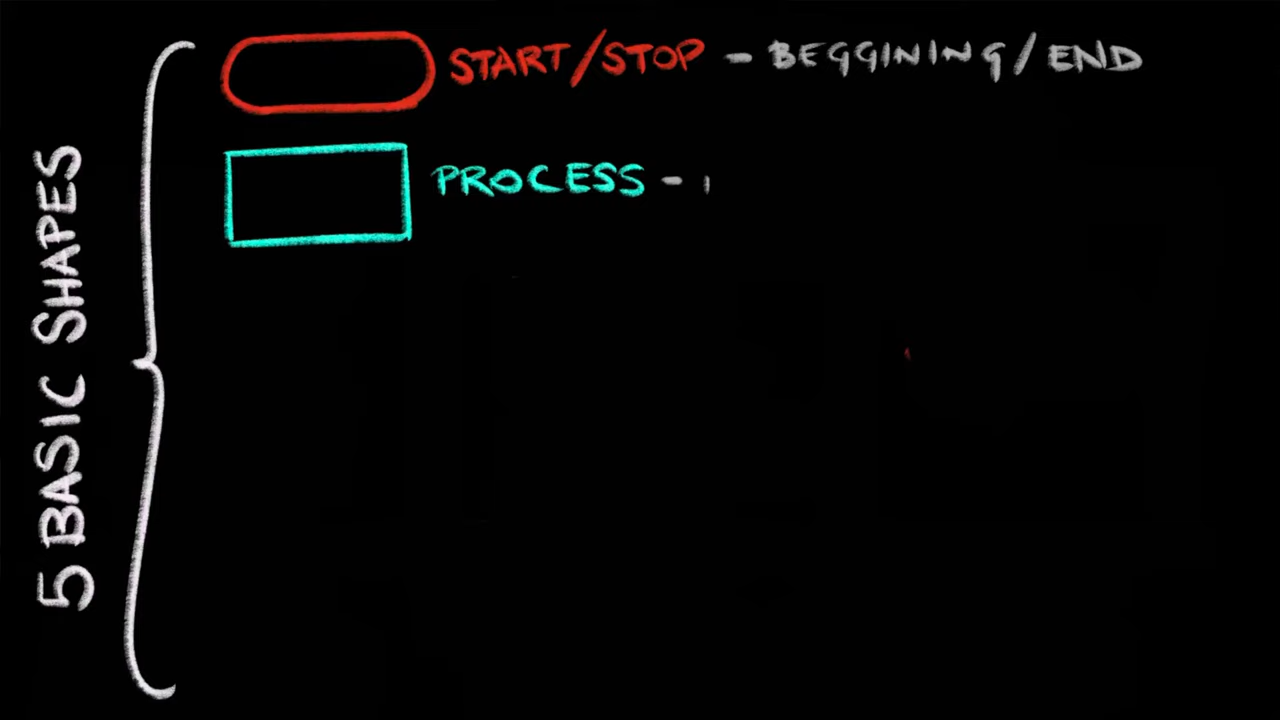 5 BASIC SHAPES
START/STOP - BEGGINING/END
PROCESS -